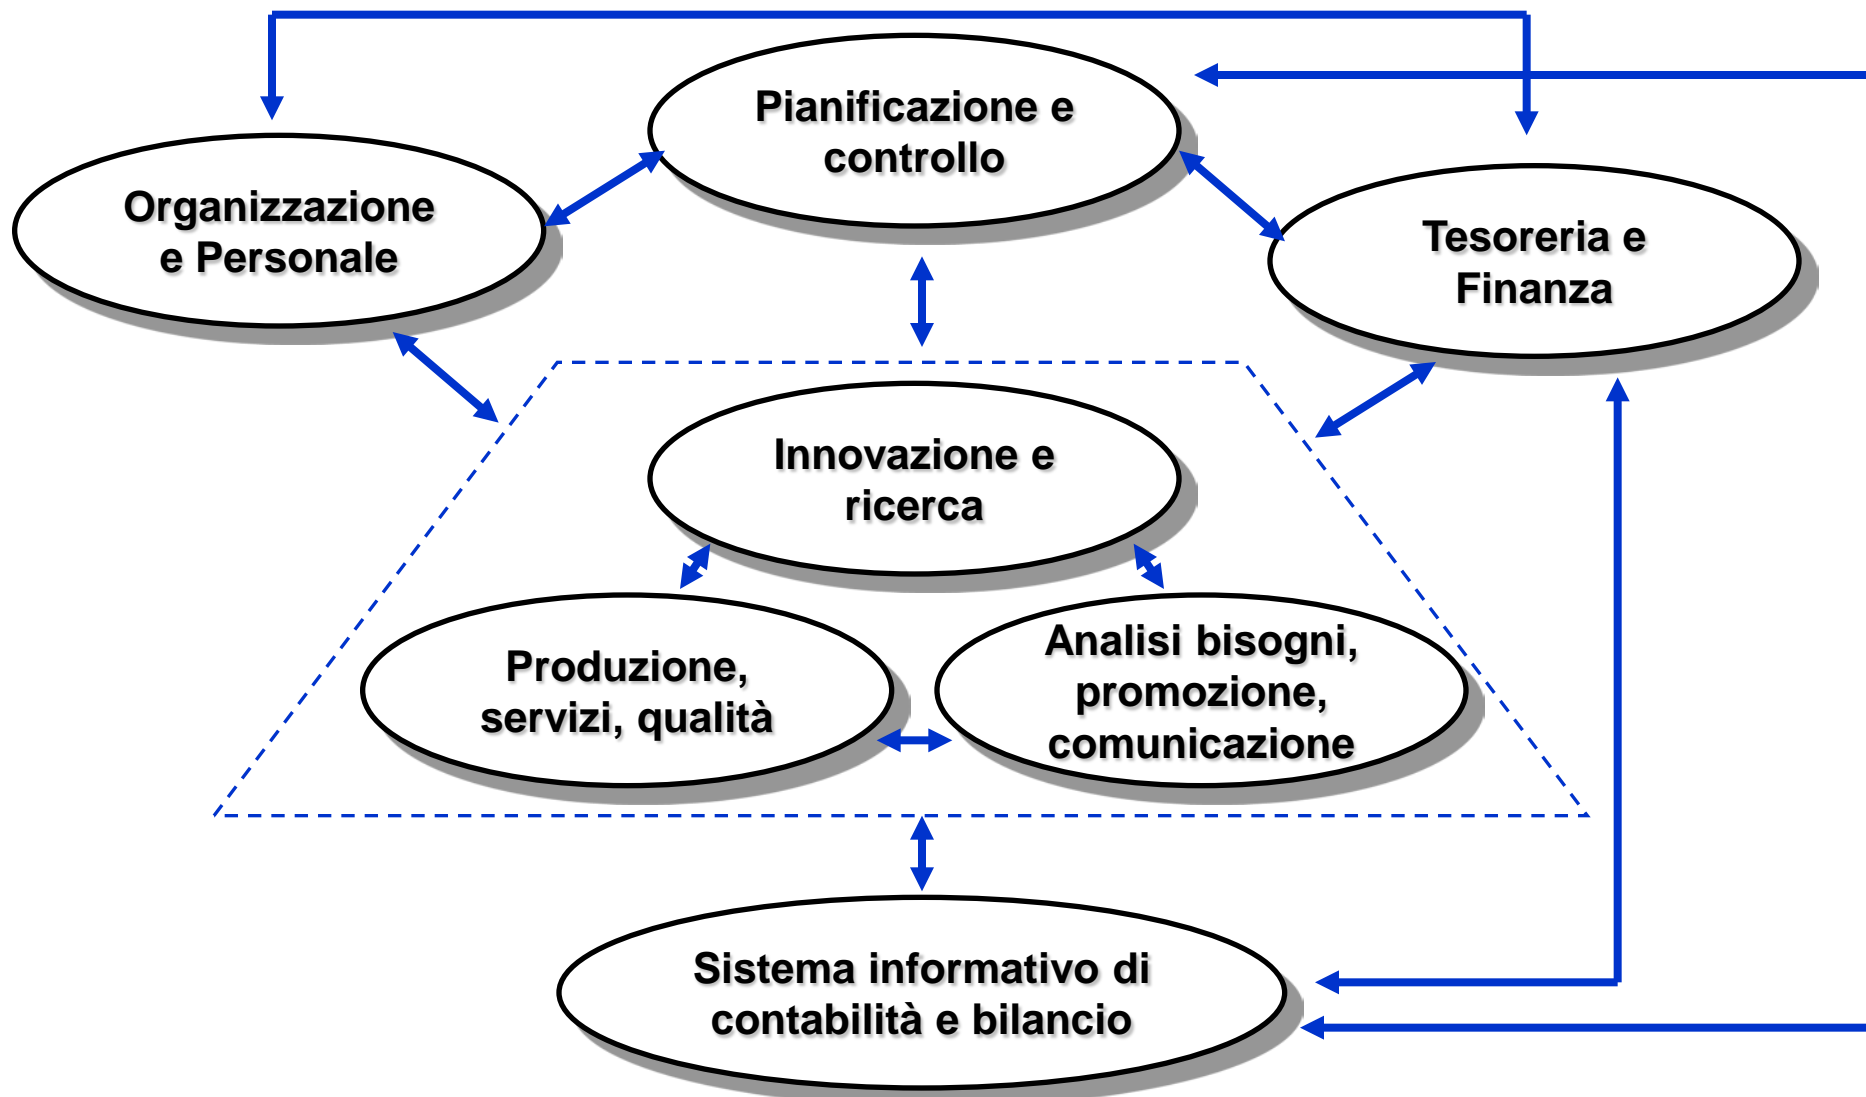 Pianificazione e
controllo
Organizzazione
e Personale
Tesoreria e
Finanza
Innovazione e
ricerca
Produzione,
servizi, qualità
Analisi bisogni,
promozione,
comunicazione
Sistema informativo di
contabilità e bilancio